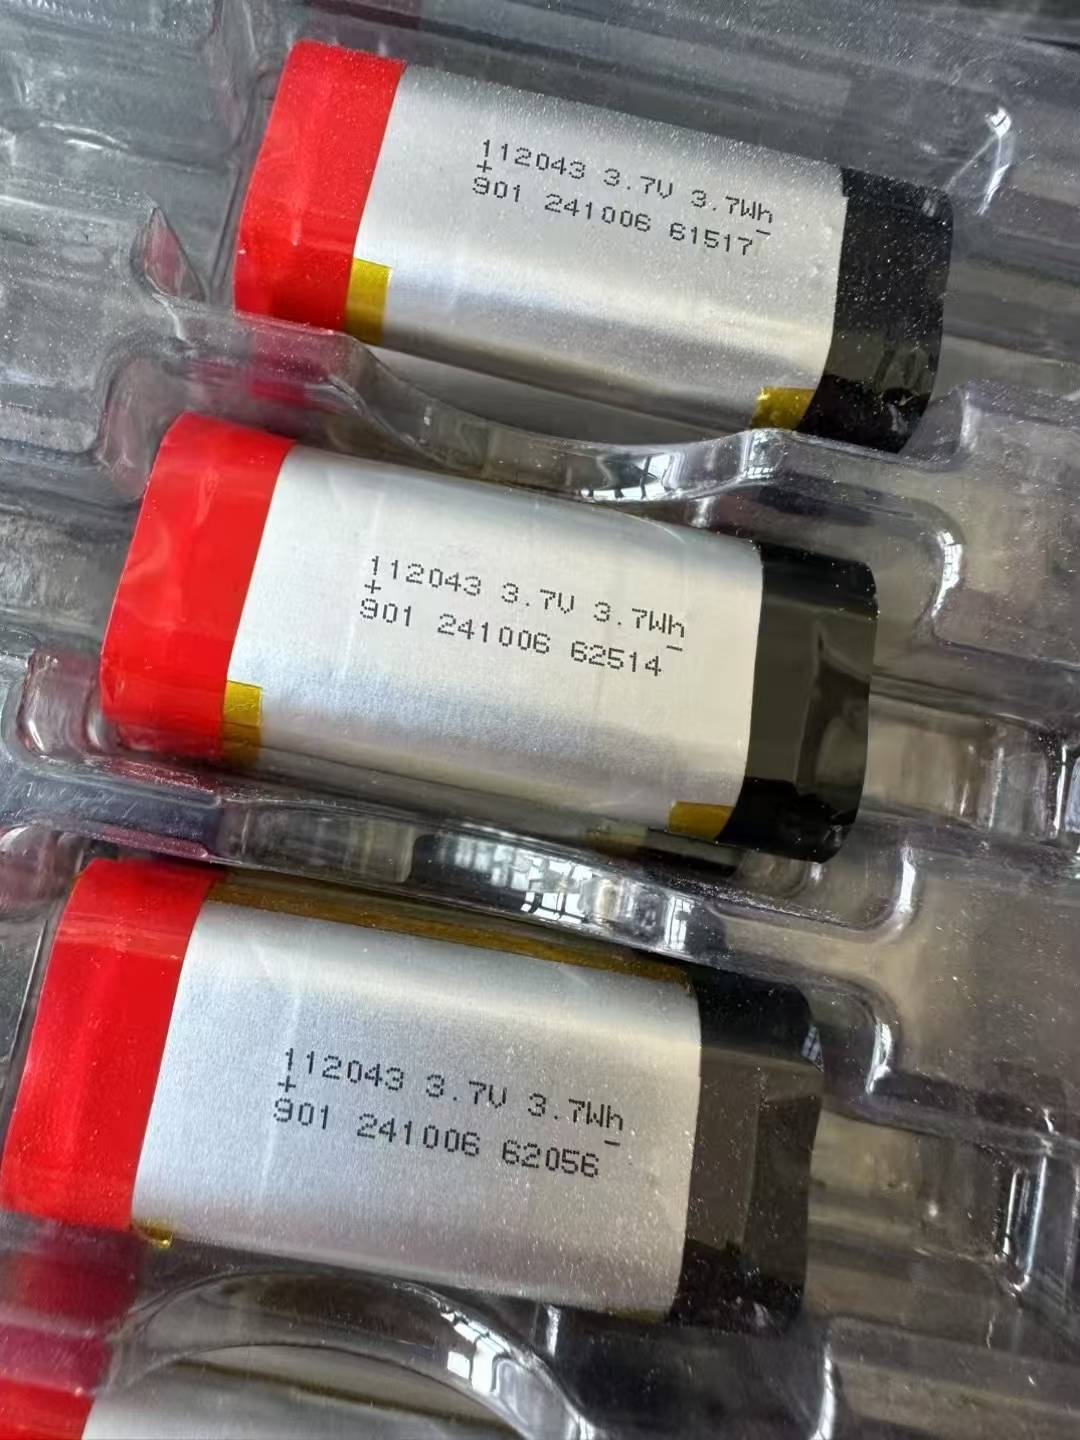 112043 3.7V 3.7Wh
+ -
901 241006 61517
112043 3.7V 3.7Wh
+ -
901 241006 62514
112043 3.7V 3.7Wh
+ -
901 241006 62056